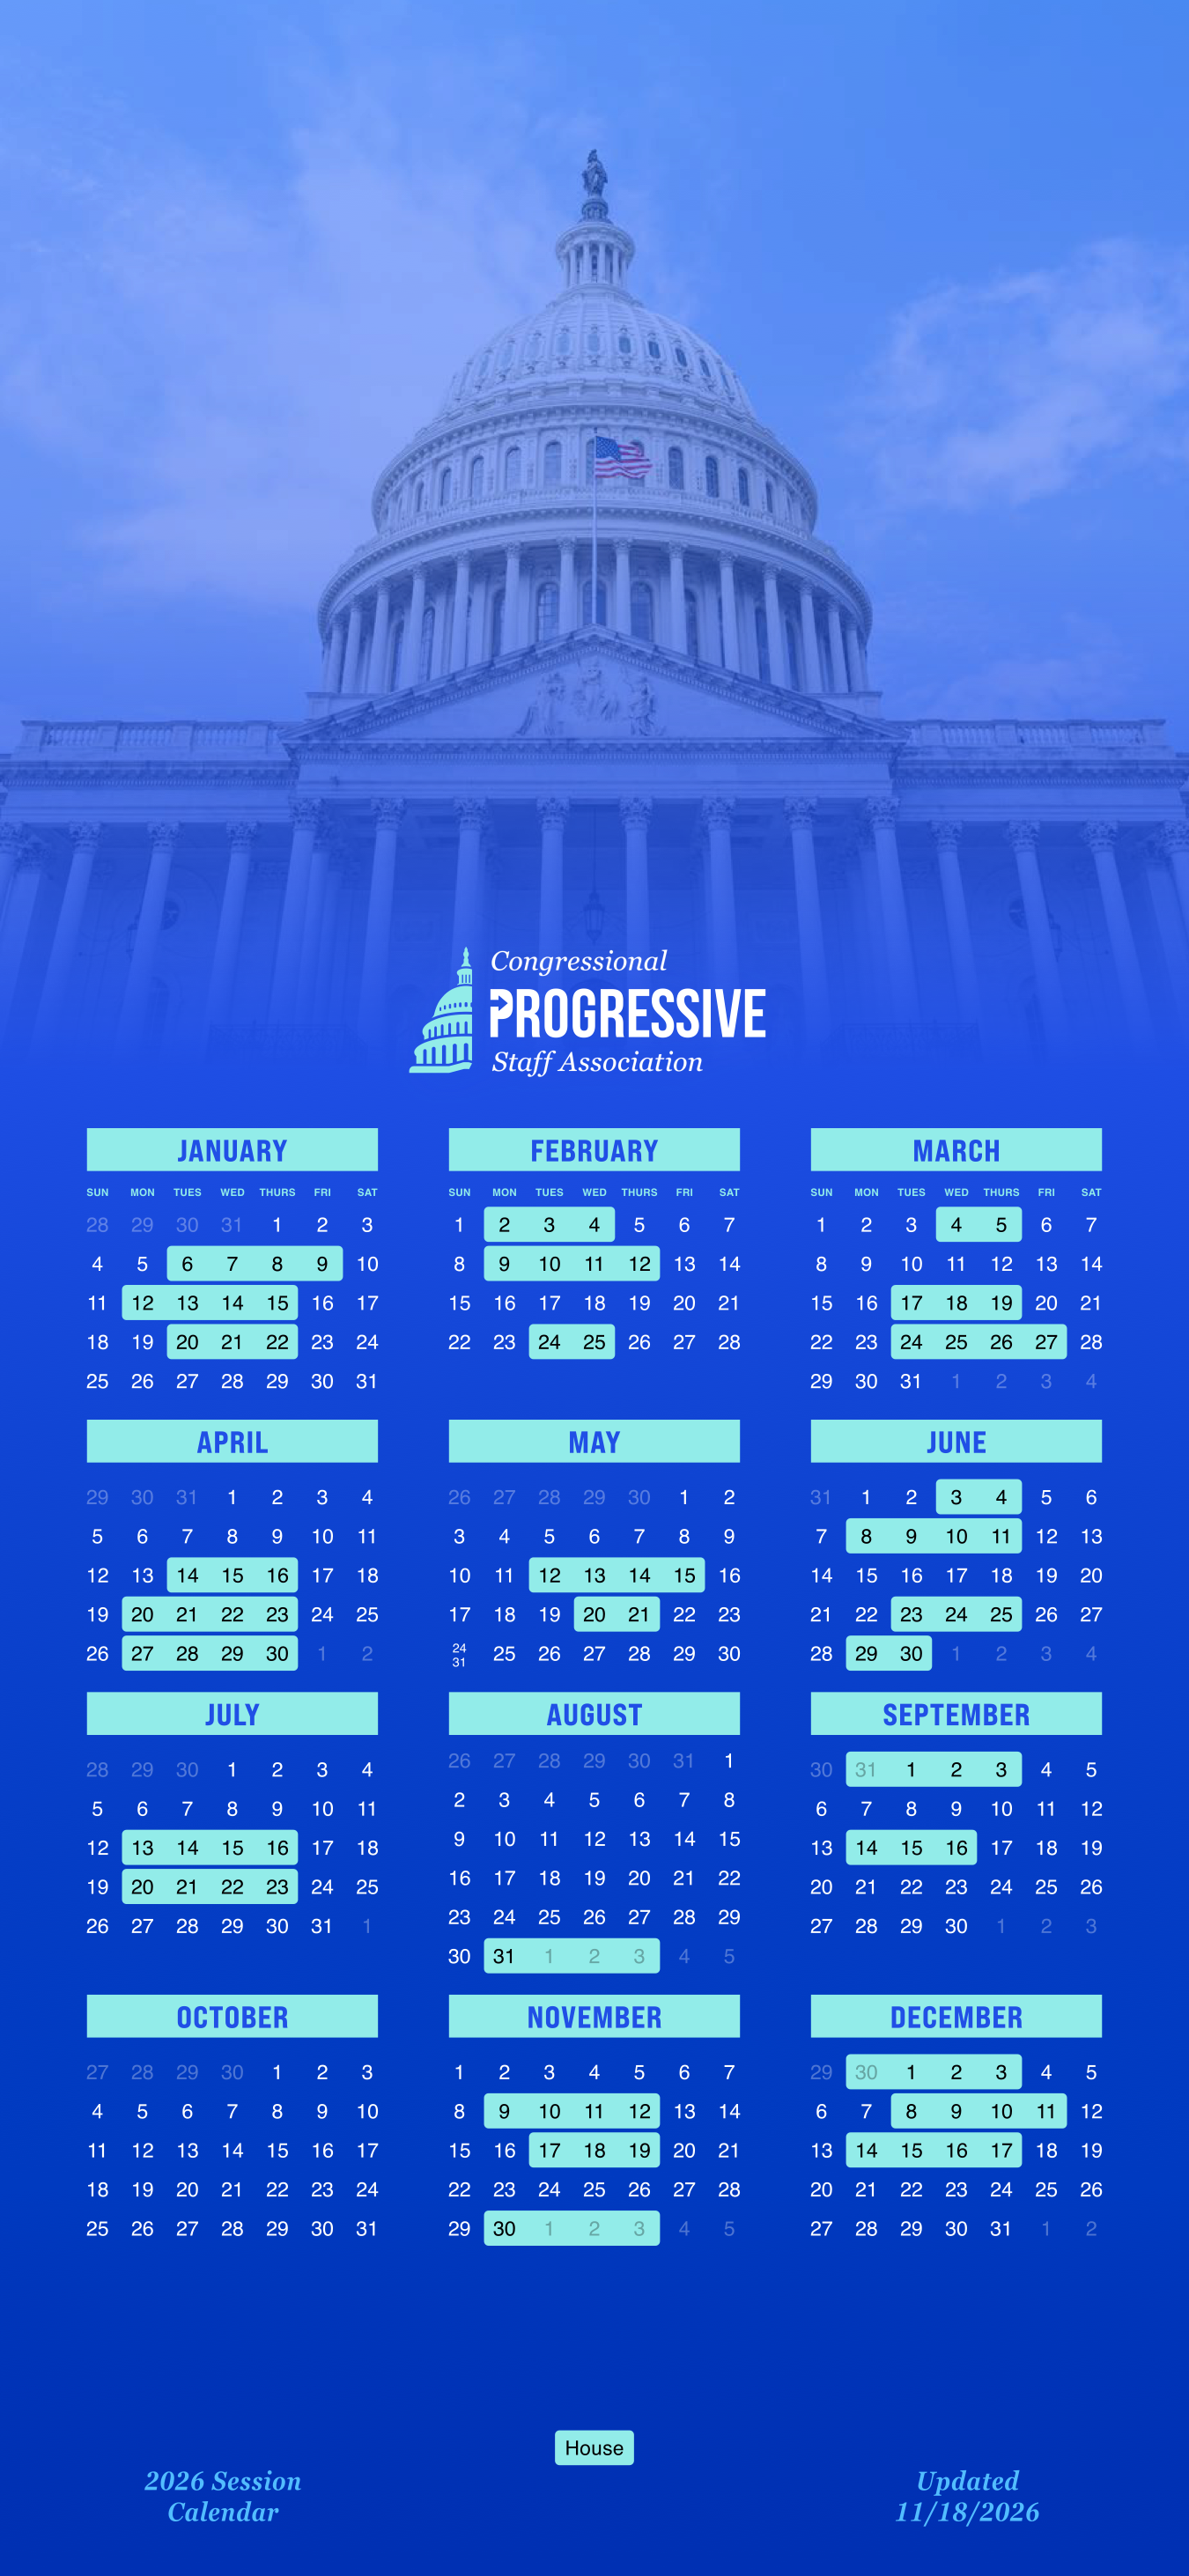 Congressional
PROGRESSIVE
Staff Association
JANUARY
SUN MON TUES WED THURS FRI SAT
28 29 30 31 1 2 3
4 5 6 7 8 9 10
11 12 13 14 15 16 17
18 19 20 21 22 23 24
25 26 27 28 29 30 31
FEBRUARY
SUN MON TUES WED THURS FRI SAT
1 2 3 4 5 6 7
8 9 10 11 12 13 14
15 16 17 18 19 20 21
22 23 24 25 26 27 28
MARCH
SUN MON TUES WED THURS FRI SAT
1 2 3 4 5 6 7
8 9 10 11 12 13 14
15 16 17 18 19 20 21
22 23 24 25 26 27 28
29 30 31 1 2 3 4
APRIL
29 30 31 1 2 3 4
5 6 7 8 9 10 11
12 13 14 15 16 17 18
19 20 21 22 23 24 25
26 27 28 29 30 1 2
MAY
26 27 28 29 30 1 2
3 4 5 6 7 8 9
10 11 12 13 14 15 16
17 18 19 20 21 22 23
24 31 25 26 27 28 29 30
JUNE
31 1 2 3 4 5 6
7 8 9 10 11 12 13
14 15 16 17 18 19 20
21 22 23 24 25 26 27
28 29 30 1 2 3 4
JULY
28 29 30 1 2 3 4
5 6 7 8 9 10 11
12 13 14 15 16 17 18
19 20 21 22 23 24 25
26 27 28 29 30 31 1
AUGUST
26 27 28 29 30 31 1
2 3 4 5 6 7 8
9 10 11 12 13 14 15
16 17 18 19 20 21 22
23 24 25 26 27 28 29
30 31 1 2 3 4 5
SEPTEMBER
30 31 1 2 3 4 5
6 7 8 9 10 11 12
13 14 15 16 17 18 19
20 21 22 23 24 25 26
27 28 29 30 1 2 3
OCTOBER
27 28 29 30 1 2 3
4 5 6 7 8 9 10
11 12 13 14 15 16 17
18 19 20 21 22 23 24
25 26 27 28 29 30 31
NOVEMBER
1 2 3 4 5 6 7
8 9 10 11 12 13 14
15 16 17 18 19 20 21
22 23 24 25 26 27 28
29 30 1 2 3 4 5
DECEMBER
29 30 1 2 3 4 5
6 7 8 9 10 11 12
13 14 15 16 17 18 19
20 21 22 23 24 25 26
27 28 29 30 31 1 2
House
2026 Session
Calendar
Updated
11/18/2026